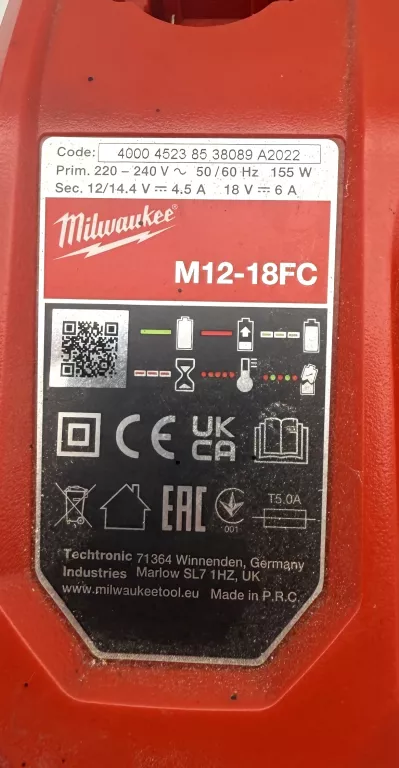 Code: 4000 4523 85 38089 A2022
Prim. 220 – 240 V ~ 50/60 Hz 155 W
Sec. 12/14.4 V ⎓ 4.5 A 18 V ⎓ 6 A
Milwaukee®
M12-18FC
CE UK CA
EAC 001 T5.0A
Techtronic 71364 Winnenden, Germany
Industries Marlow SL7 1HZ, UK
www.milwaukeetool.eu Made in P.R.C.